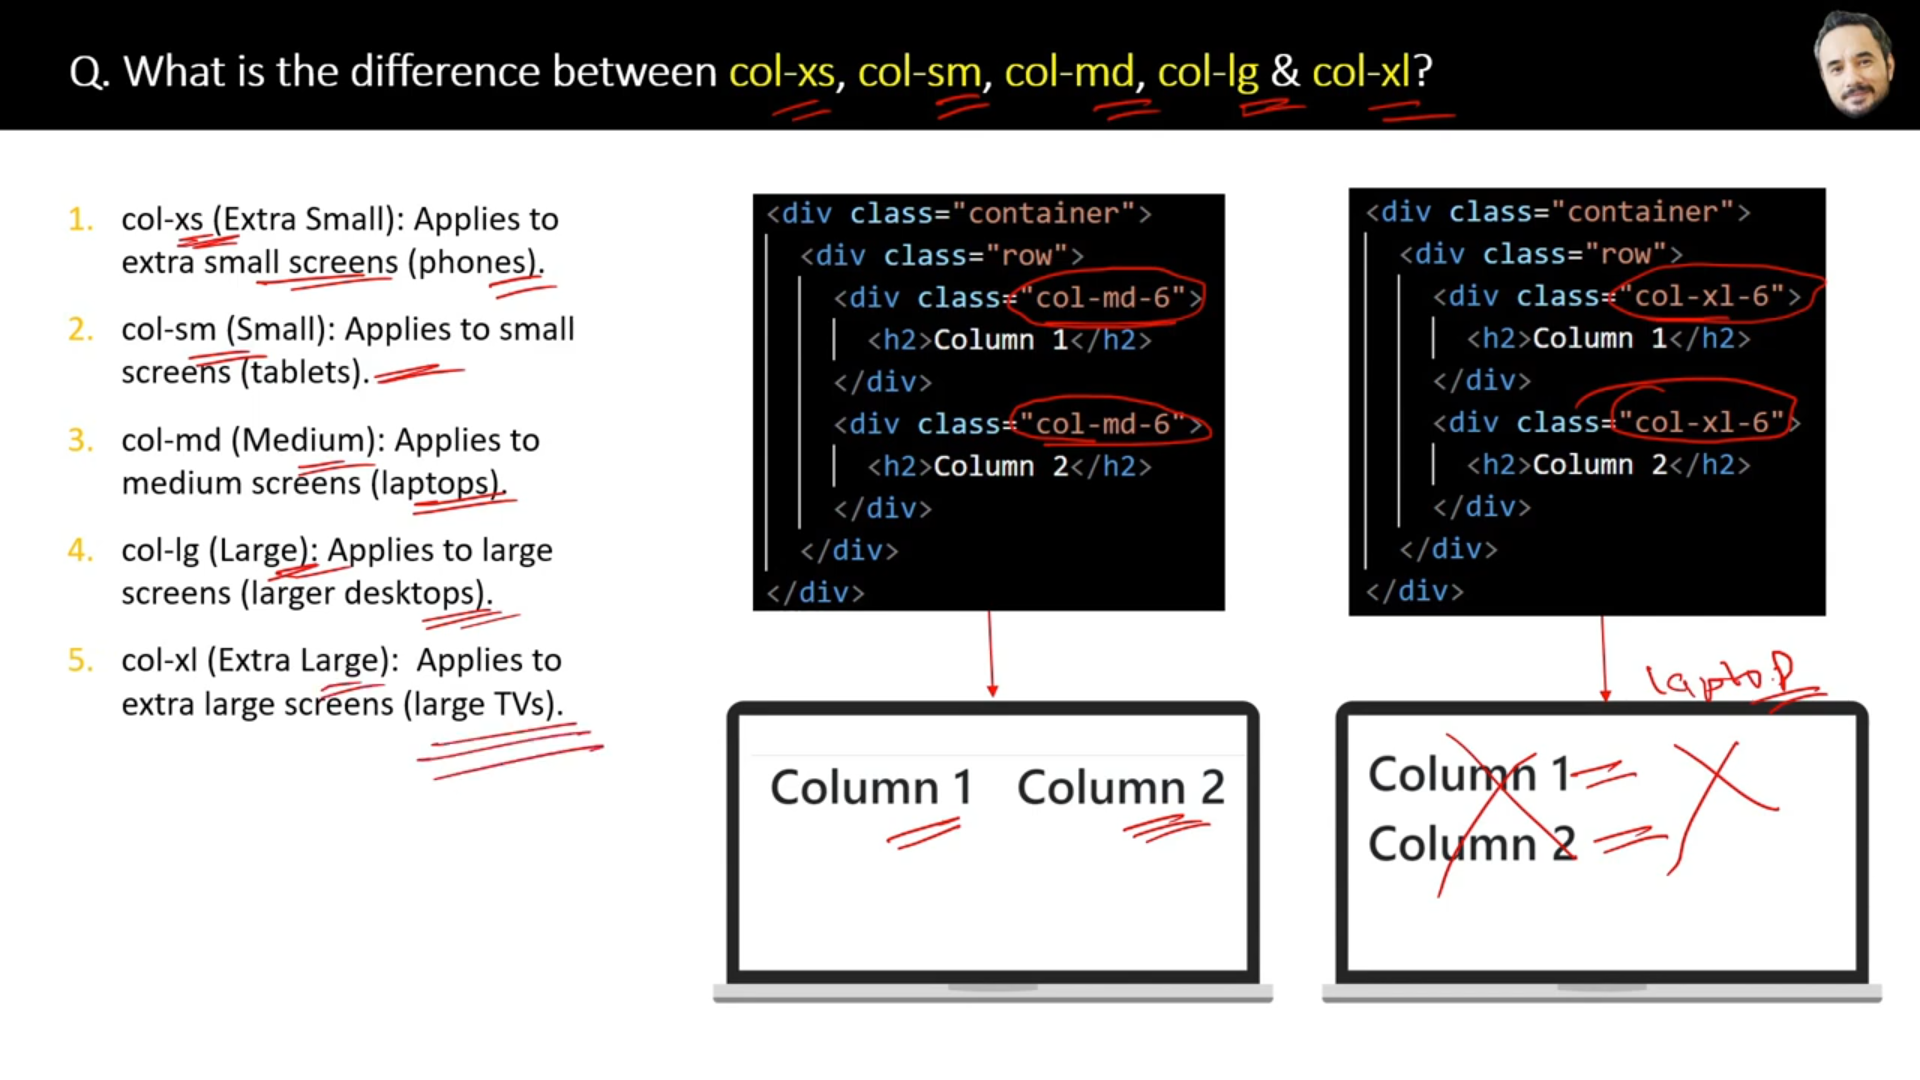 Q. What is the difference between col-xs, col-sm, col-md, col-lg & col-xl?
1. col-xs (Extra Small): Applies to
extra small screens (phones).
2. col-sm (Small): Applies to small
screens (tablets).
3. col-md (Medium): Applies to
medium screens (laptops).
4. col-lg (Large): Applies to large
screens (larger desktops).
5. col-xl (Extra Large):  Applies to
extra large screens (large TVs).
<div class="container">
<div class="row">
<div class="col-md-6">
<h2>Column 1</h2>
</div>
<div class="col-md-6">
<h2>Column 2</h2>
</div>
</div>
</div>
Column 1 Column 2
<div class="container">
<div class="row">
<div class="col-xl-6">
<h2>Column 1</h2>
</div>
<div class="col-xl-6">
<h2>Column 2</h2>
</div>
</div>
</div>
laptop
Column 1
Column 2